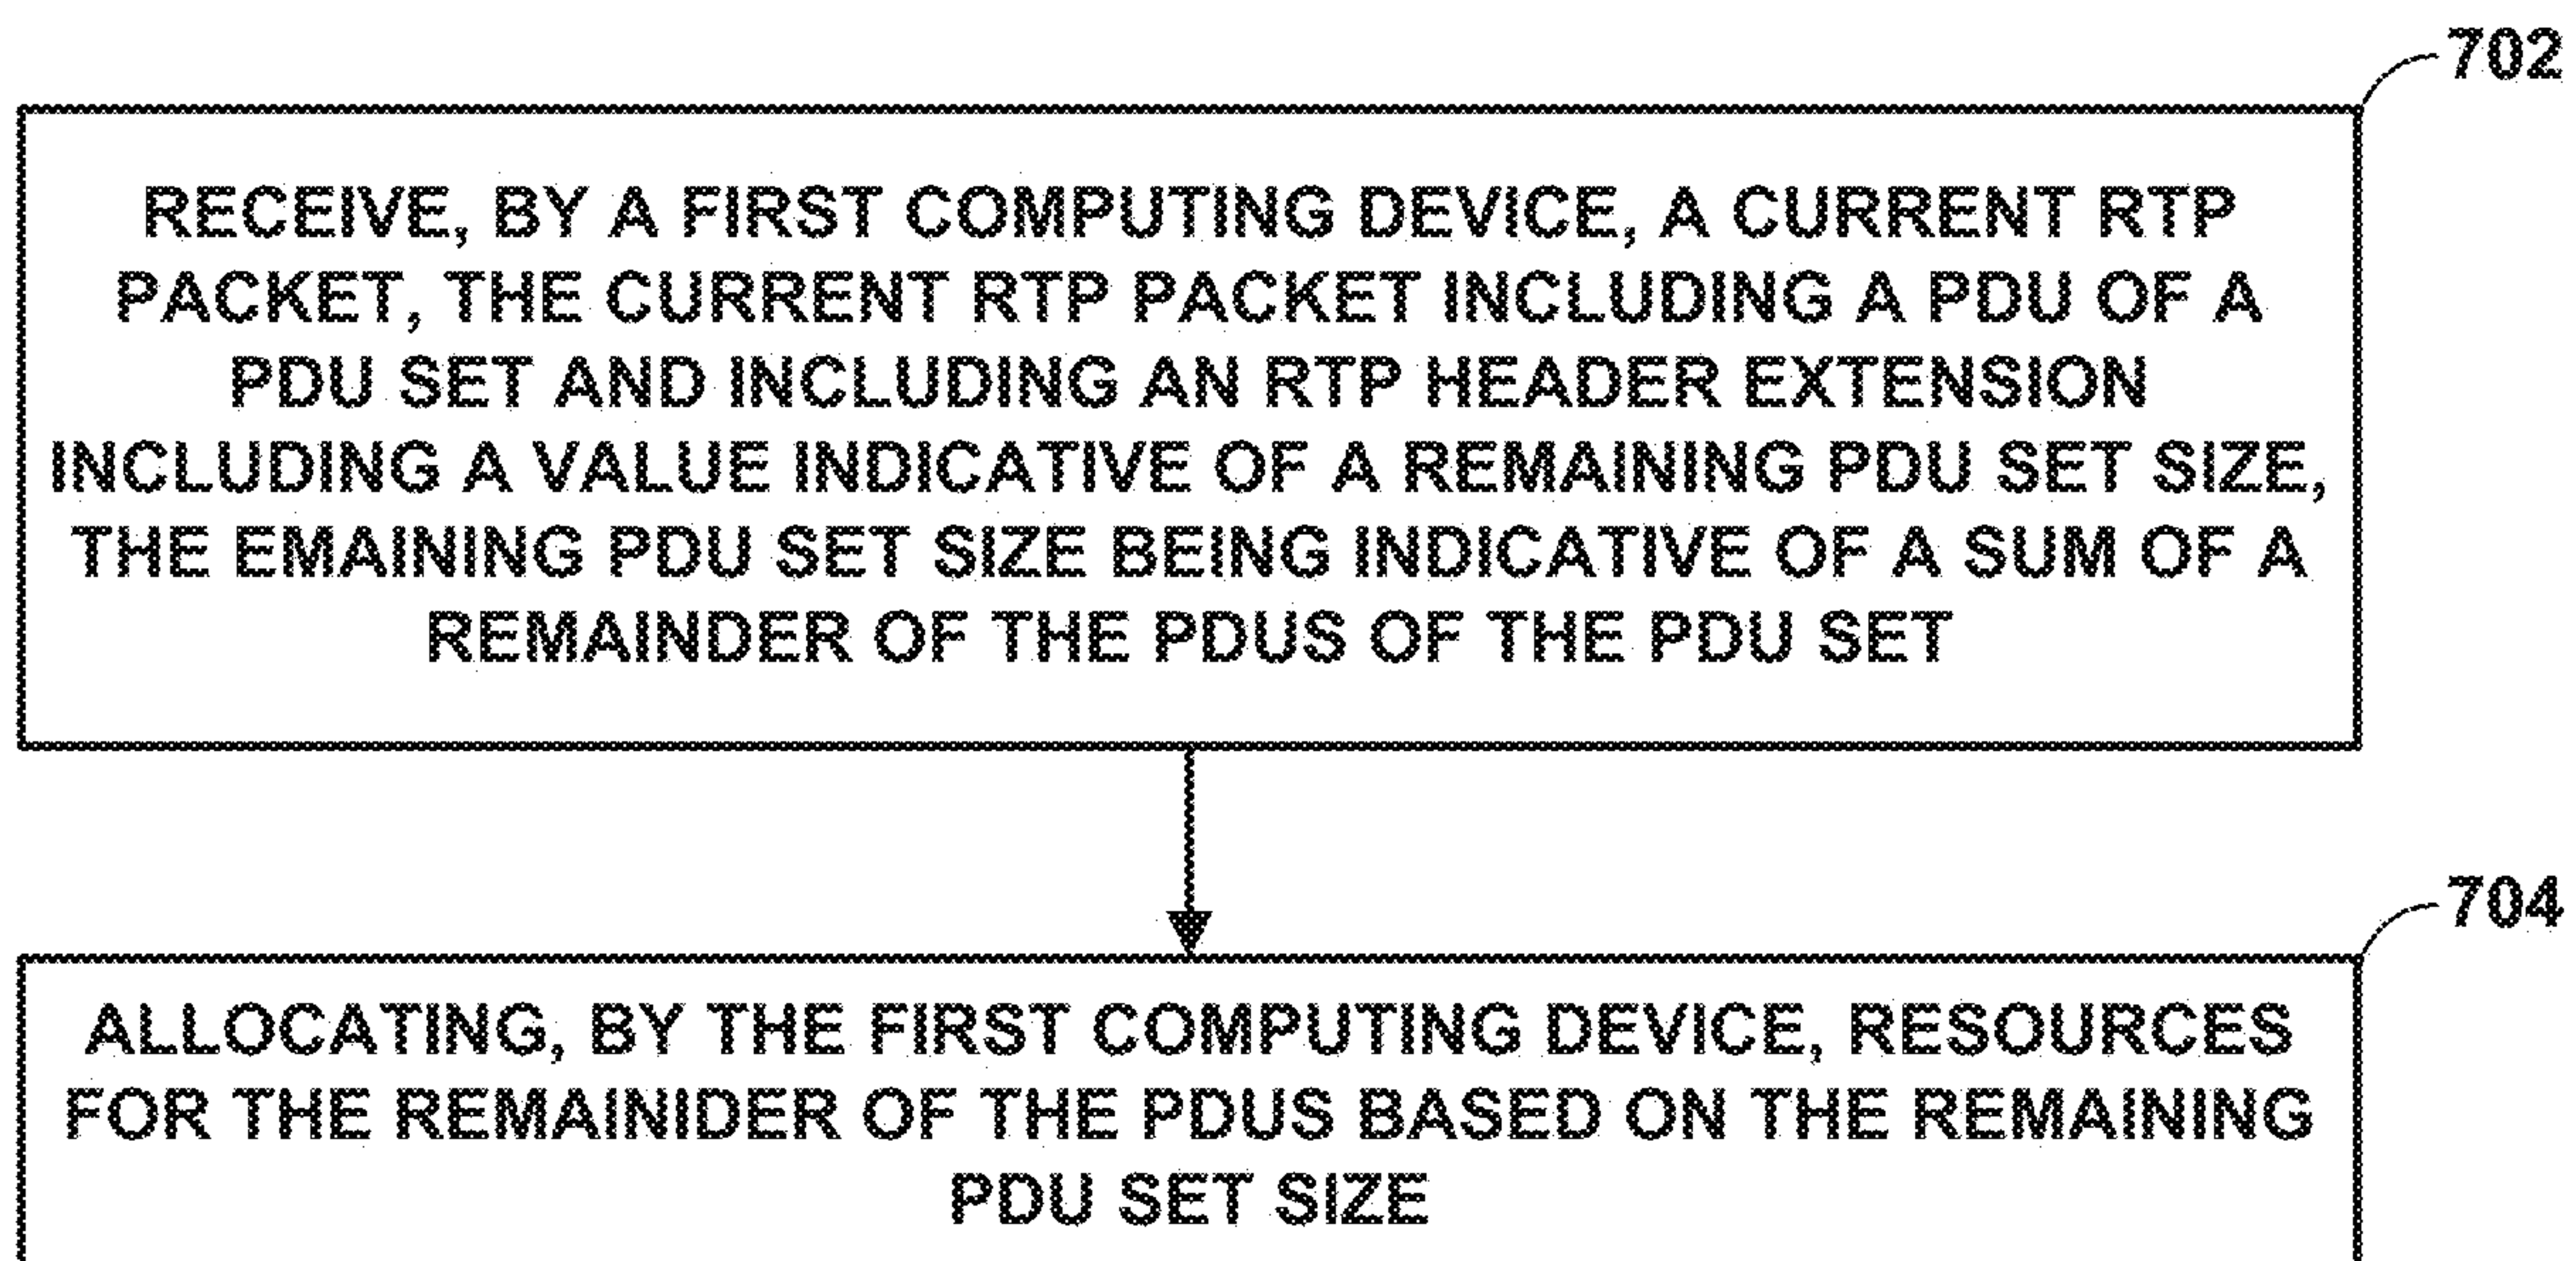 702
RECEIVE, BY A FIRST COMPUTING DEVICE, A CURRENT RTP
PACKET, THE CURRENT RTP PACKET INCLUDING A PDU OF A
PDU SET AND INCLUDING AN RTP HEADER EXTENSION
INCLUDING A VALUE INDICATIVE OF A REMAINING PDU SET SIZE,
THE EMAINING PDU SET SIZE BEING INDICATIVE OF A SUM OF A
REMAINDER OF THE PDUS OF THE PDU SET
704
ALLOCATING, BY THE FIRST COMPUTING DEVICE, RESOURCES
FOR THE REMAINIDER OF THE PDUS BASED ON THE REMAINING
PDU SET SIZE